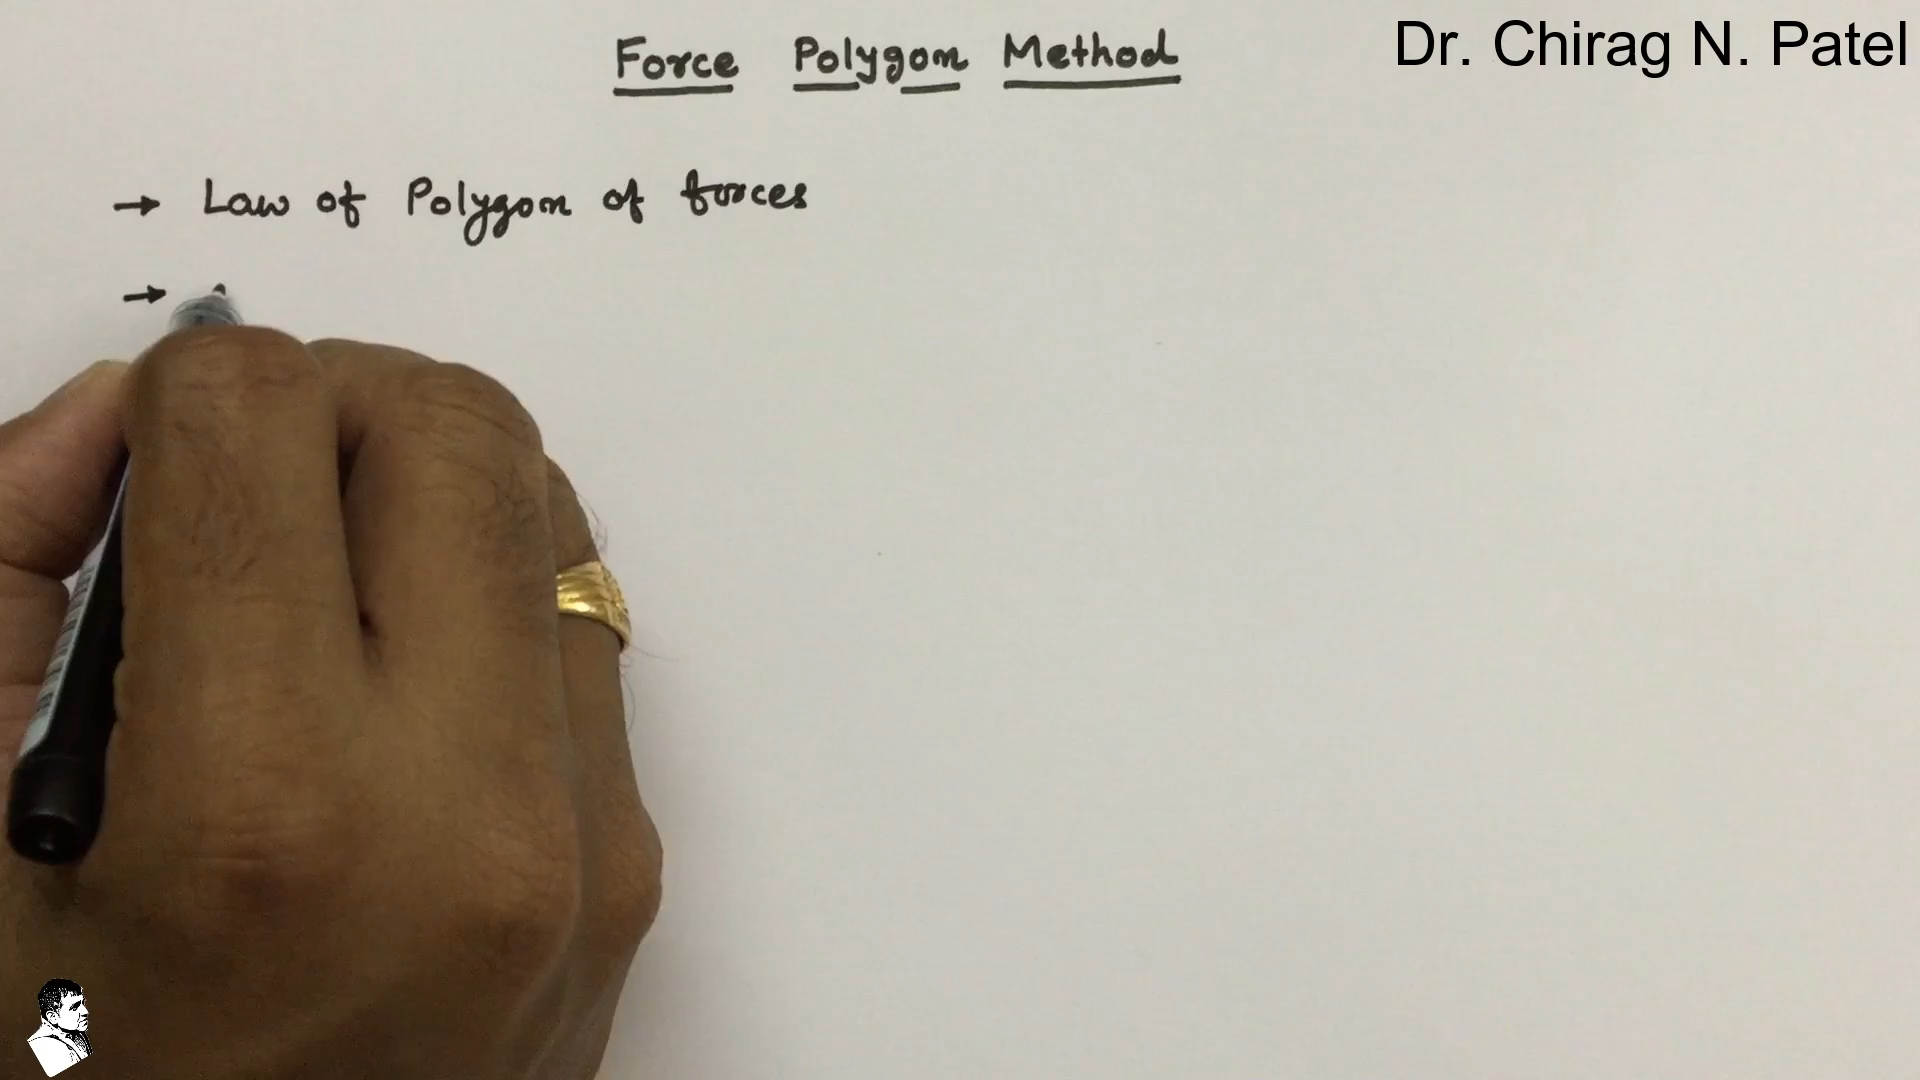 Force Polygon Method
Dr. Chirag N. Patel
→ Law of Polygon of forces
→